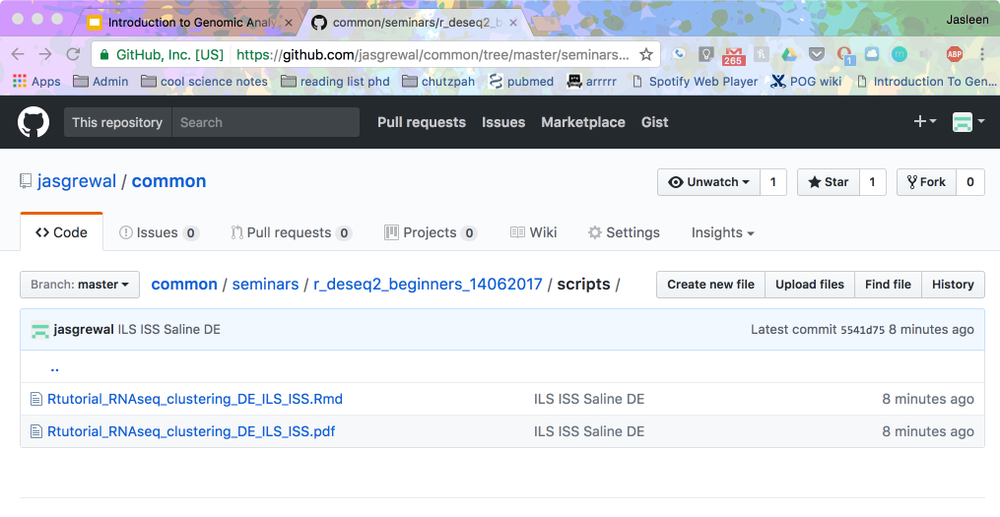 Introduction to Genomic Analy
common/seminars/r_deseq2_b
Jasleen
GitHub, Inc. [US]
https://github.com/jasgrewal/common/tree/master/seminars...
265
1
ABP
Apps
Admin
cool science notes
reading list phd
chutzpah
pubmed
arrrrr
Spotify Web Player
POG wiki
Introduction To Gen...
This repository
Search
Pull requests
Issues
Marketplace
Gist
jasgrewal / common
Unwatch
1
Star
1
Fork
0
Code
Issues 0
Pull requests 0
Projects 0
Wiki
Settings
Insights
Branch: master
common / seminars / r_deseq2_beginners_14062017 / scripts /
Create new file
Upload files
Find file
History
jasgrewal ILS ISS Saline DE
Latest commit 5541d75 8 minutes ago
..
Rtutorial_RNAseq_clustering_DE_ILS_ISS.Rmd
ILS ISS Saline DE
8 minutes ago
Rtutorial_RNAseq_clustering_DE_ILS_ISS.pdf
ILS ISS Saline DE
8 minutes ago